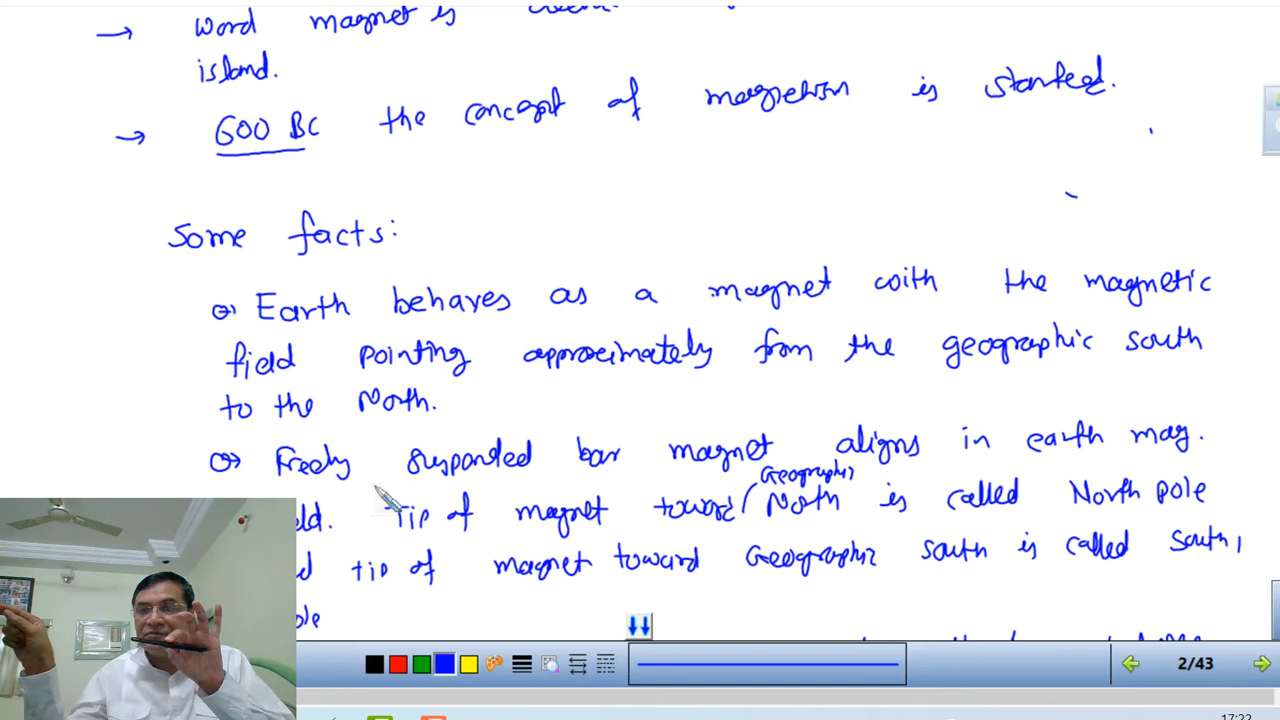 → word magnet is
island.
→ 600 BC the concept of magnetism is started.
Some facts:
Earth behaves as a magnet with the magnetic
field pointing approximately from the geographic south
to the North.
Freely suspanded bar magnet aligns in earth mag.
Geographic
ld. Tip of magnet toward North is called North pole
d tip of magnet toward Geographic south is called south
ole
2/43
17:22